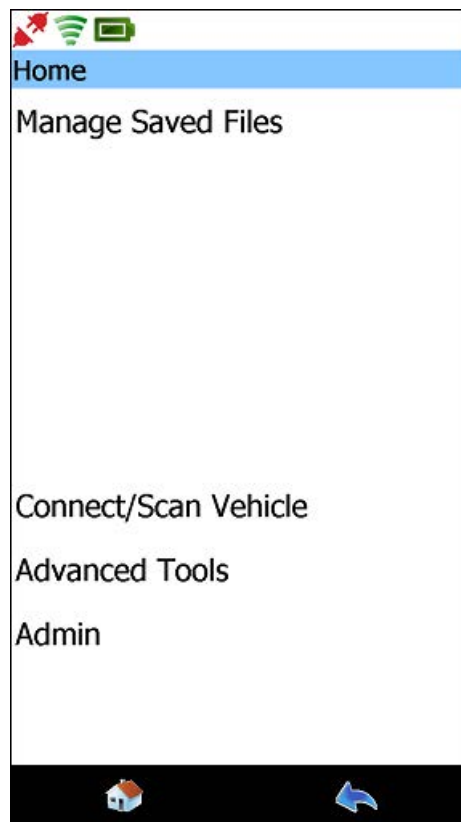 Home
Manage Saved Files
Connect/Scan Vehicle
Advanced Tools
Admin